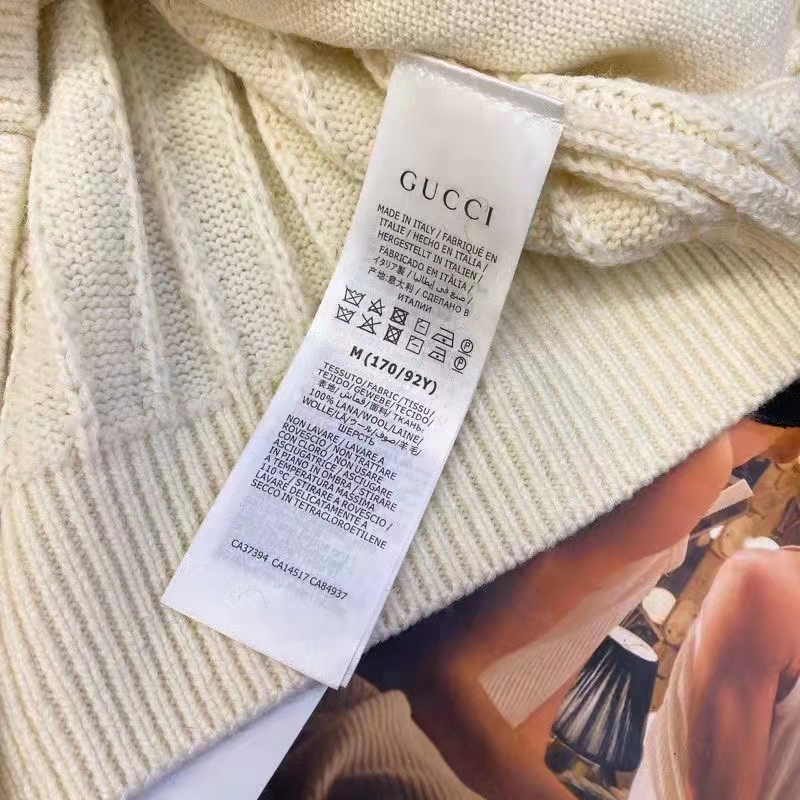 GUCCI
MADE IN ITALY / FABRIQUÉ EN
ITALIE / HECHO EN ITALIA /
HERGESTELLT IN ITALIEN /
FABRICADO EM ITÁLIA /
イタリア製 / صنع في إيطاليا /
产地:意大利 / СДЕЛАНО В
ИТАЛИИ
P
P
M(170/92Y)
TESSUTO/FABRIC/TISSU/
TEJIDO/GEWEBE/TECIDO/
表地/ قماش /面料/ ТКАНЬ:
100% LANA/WOOL/LAINE/
WOLLE/LÃ/ウール/صوف/羊毛/
ШЕРСТЬ
NON LAVARE / LAVARE A
ROVESCIO / NON TRATTARE
CON CLORO / NON USARE
ASCIUGATRICE / ASCIUGARE
IN PIANO IN OMBRA / STIRARE
A TEMPERATURA MASSIMA
110 °C / STIRARE A ROVESCIO /
LAVARE DELICATAMENTE A
SECCO IN TETRACLOROETILENE
CA37394 CA14517 CA84937